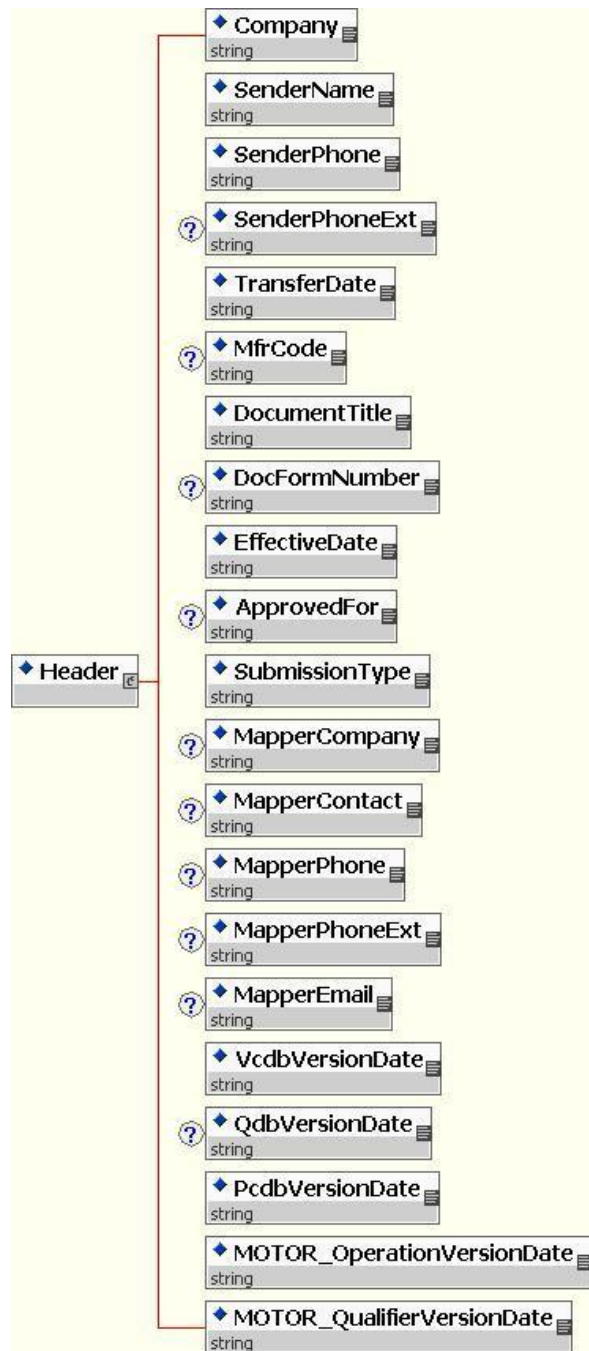 Company
string
SenderName
string
SenderPhone
string
? SenderPhoneExt
string
TransferDate
string
? MfrCode
string
DocumentTitle
string
? DocFormNumber
string
EffectiveDate
string
? ApprovedFor
string
Header
SubmissionType
string
? MapperCompany
string
? MapperContact
string
? MapperPhone
string
? MapperPhoneExt
string
? MapperEmail
string
VcdbVersionDate
string
? QdbVersionDate
string
PcdbVersionDate
string
MOTOR_OperationVersionDate
string
MOTOR_QualifierVersionDate
string